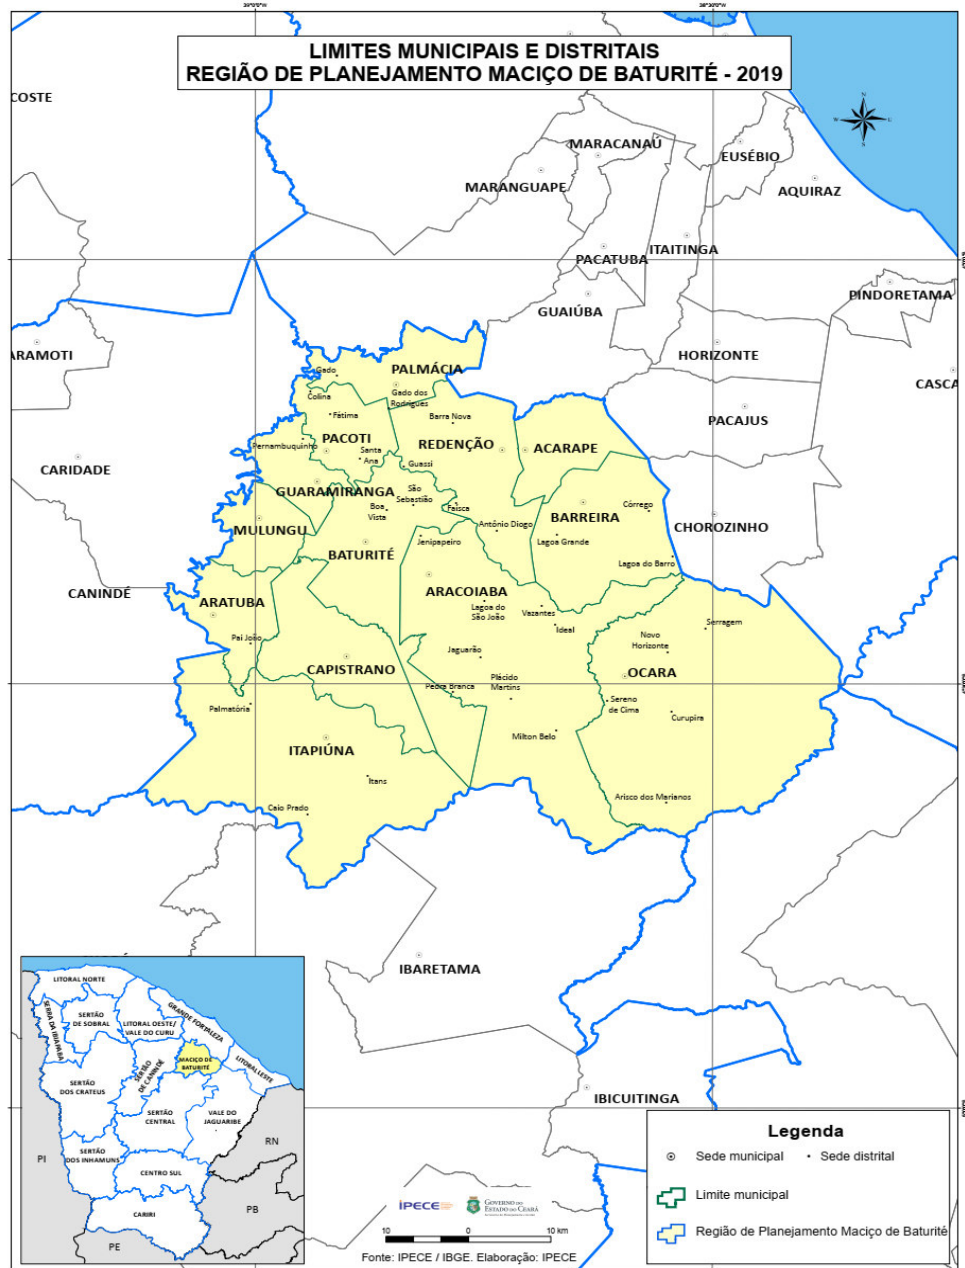 39°0'0"W
38°30'0"W
LIMITES MUNICIPAIS E DISTRITAIS
REGIÃO DE PLANEJAMENTO MACIÇO DE BATURITÉ - 2019
COSTE
N
W
E
S
MARACANAÚ
EUSÉBIO
MARANGUAPE
AQUIRAZ
ITAITINGA
PACATUBA
PINDORETAMA
GUAIÚBA
ARAMOTI
HORIZONTE
PALMÁCIA
Gado
CASCA
Colina
Gado dos
Rodrigues
Fátima
Barra Nova
PACAJUS
PACOTI
REDENÇÃO
ACARAPE
Pernambuquinho
Santa
Ana
Guassi
CARIDADE
GUARAMIRANGA
São
Sebastião
Boa
Vista
Faísca
Córrego
BARREIRA
CHOROZINHO
MULUNGU
Antônio Diogo
BATURITÉ
Jenipapeiro
Lagoa Grande
Lagoa do Barro
CANINDÉ
ARACOIABA
ARATUBA
Lagoa do
São João
Vazantes
Ideal
Serragem
Pai João
Novo
Horizonte
Jaguarão
CAPISTRANO
OCARA
Plácido
Martins
Pedra Branca
Palmatória
Sereno
de Cima
Curupira
Milton Belo
ITAPIÚNA
Itans
Caio Prado
Arisco dos Marianos
IBARETAMA
LITORAL NORTE
SERRA DA IBIAPABA
SERTÃO
DE SOBRAL
LITORAL OESTE/
VALE DO CURU
GRANDE FORTALEZA
MACIÇO DE
BATURITÉ
LITORAL LESTE
SERTÃO
DE CANINDÉ
SERTÃO
DOS CRATEUS
SERTÃO
CENTRAL
VALE DO
JAGUARIBE
RN
PI
SERTÃO
DOS INHAMUNS
CENTRO SUL
CARIRI
PB
PE
IBICUITINGA
Legenda
Sede municipal
Sede distrital
Limite municipal
Região de Planejamento Maciço de Baturité
IPECE
GOVERNO DO
ESTADO DO CEARÁ
10 0 10 km
Fonte: IPECE / IBGE. Elaboração: IPECE